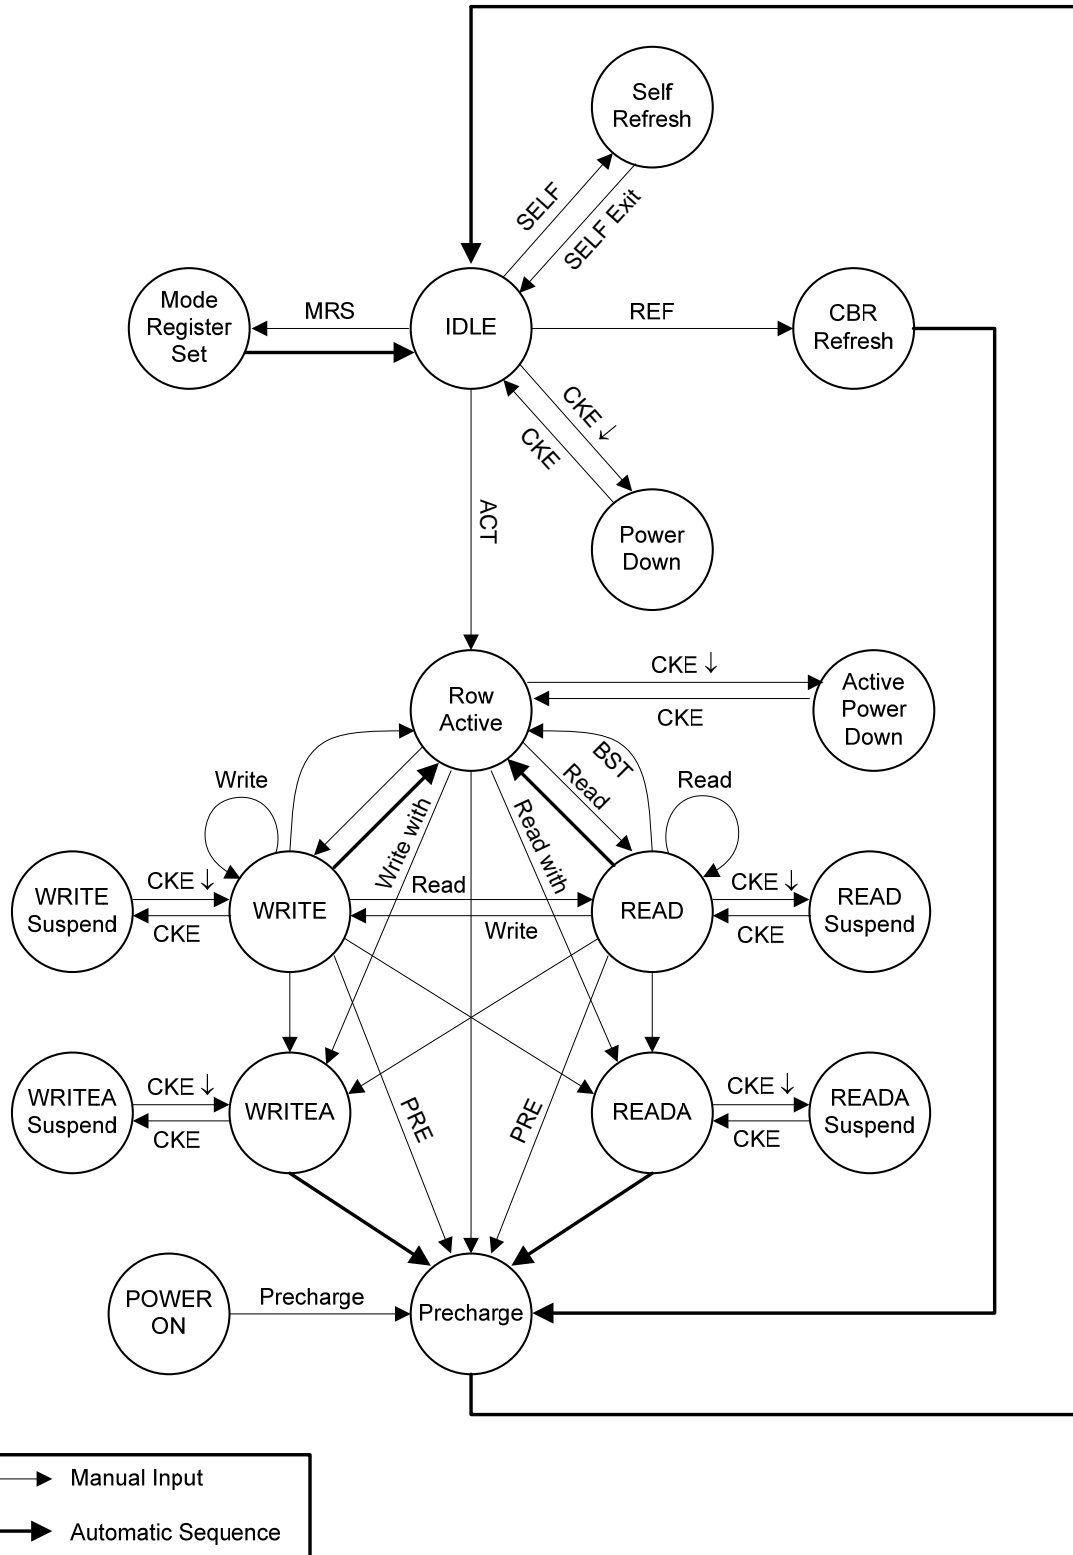 Self
Refresh
SELF
SELF Exit
Mode
Register
Set
MRS
IDLE
REF
CBR
Refresh
CKE ↓
CKE
ACT
Power
Down
Row
Active
CKE ↓
CKE
Active
Power
Down
BST
Read
Write
Read
Write with
Read with
WRITE
Suspend
CKE ↓
CKE
WRITE
Read
Write
READ
CKE ↓
CKE
READ
Suspend
WRITEA
Suspend
CKE ↓
CKE
WRITEA
PRE
PRE
READA
CKE ↓
CKE
READA
Suspend
POWER
ON
Precharge
Precharge
Manual Input
Automatic Sequence